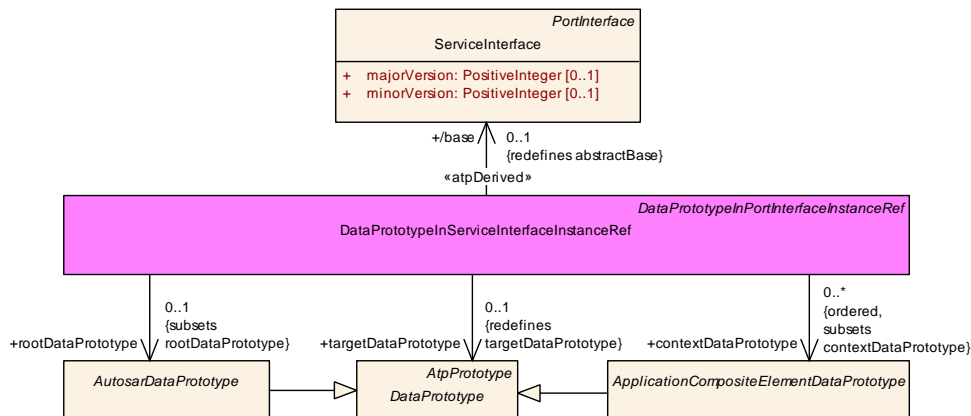 PortInterface
ServiceInterface
+ majorVersion: PositiveInteger [0..1]
+ minorVersion: PositiveInteger [0..1]
+/base
0..1
{redefines abstractBase}
«atpDerived»
DataPrototypeInPortInterfaceInstanceRef
DataPrototypeInServiceInterfaceInstanceRef
0..1
{subsets
rootDataPrototype}
+rootDataPrototype
0..1
{redefines
targetDataPrototype}
+targetDataPrototype
0..*
{ordered,
subsets
contextDataPrototype}
+contextDataPrototype
AutosarDataPrototype
AtpPrototype
DataPrototype
ApplicationCompositeElementDataPrototype